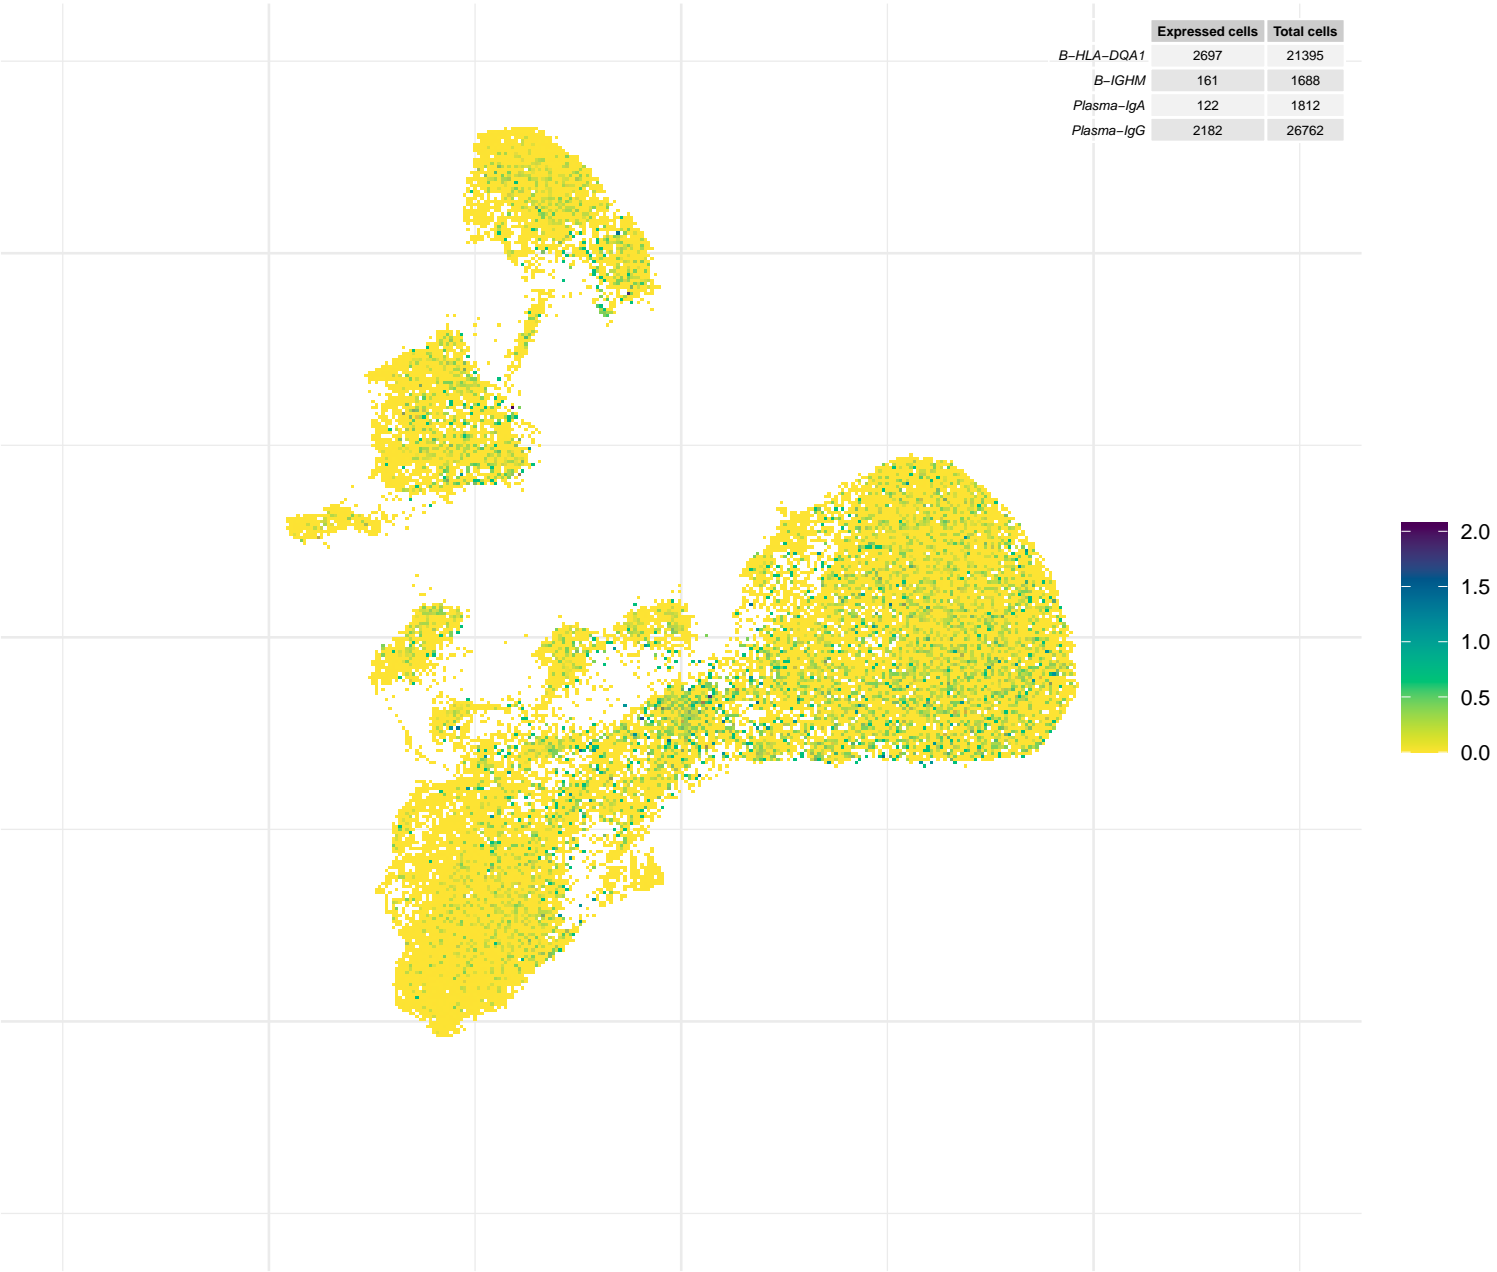 Expressed cells Total cells
B−HLA−DQA1 2697 21395
B−IGHM 161 1688
Plasma−IgA 122 1812
Plasma−IgG 2182 26762
2.0
1.5
1.0
0.5
0.0